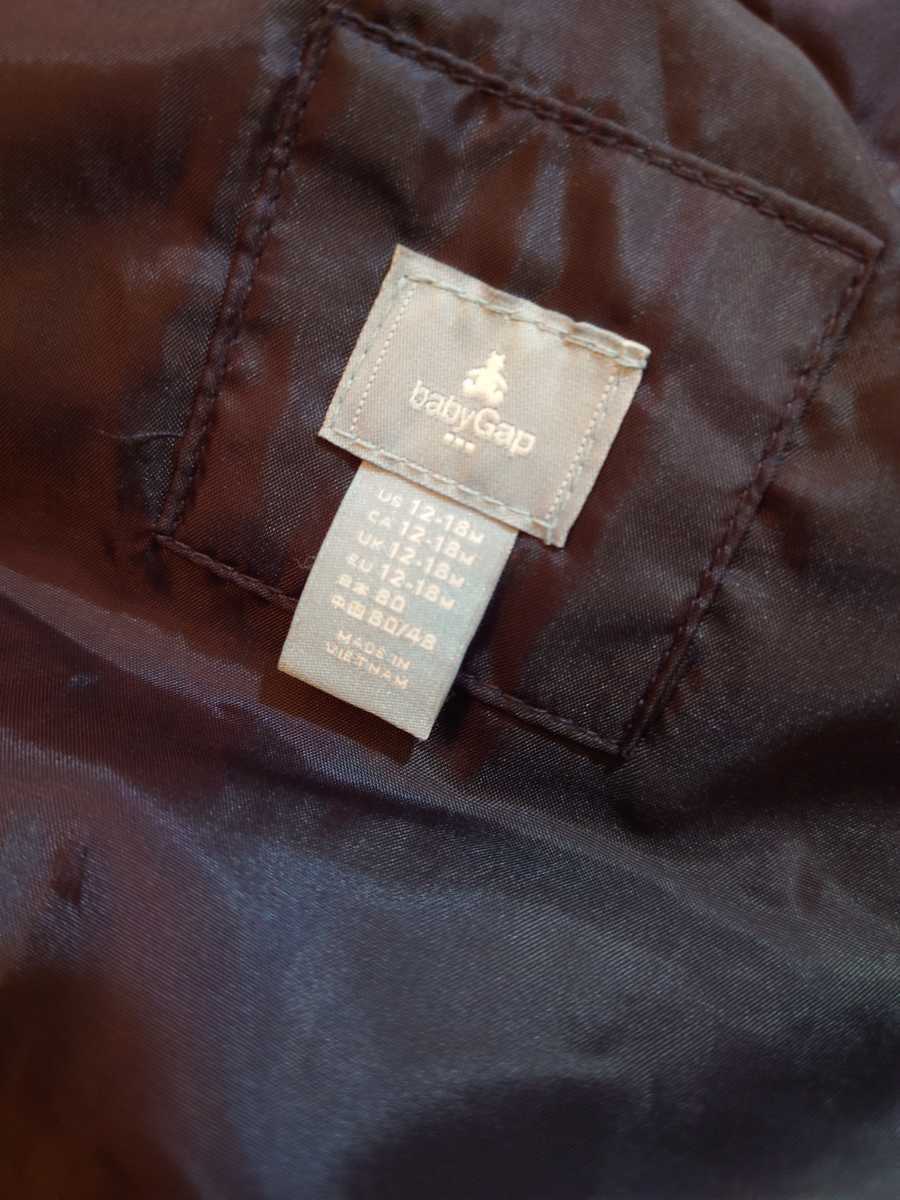 babyGap
US 12-18M
CA 12-18M
UK 12-18M
EU 12-18M
日本 80
中国 80/48
MADE IN
VIETNAM